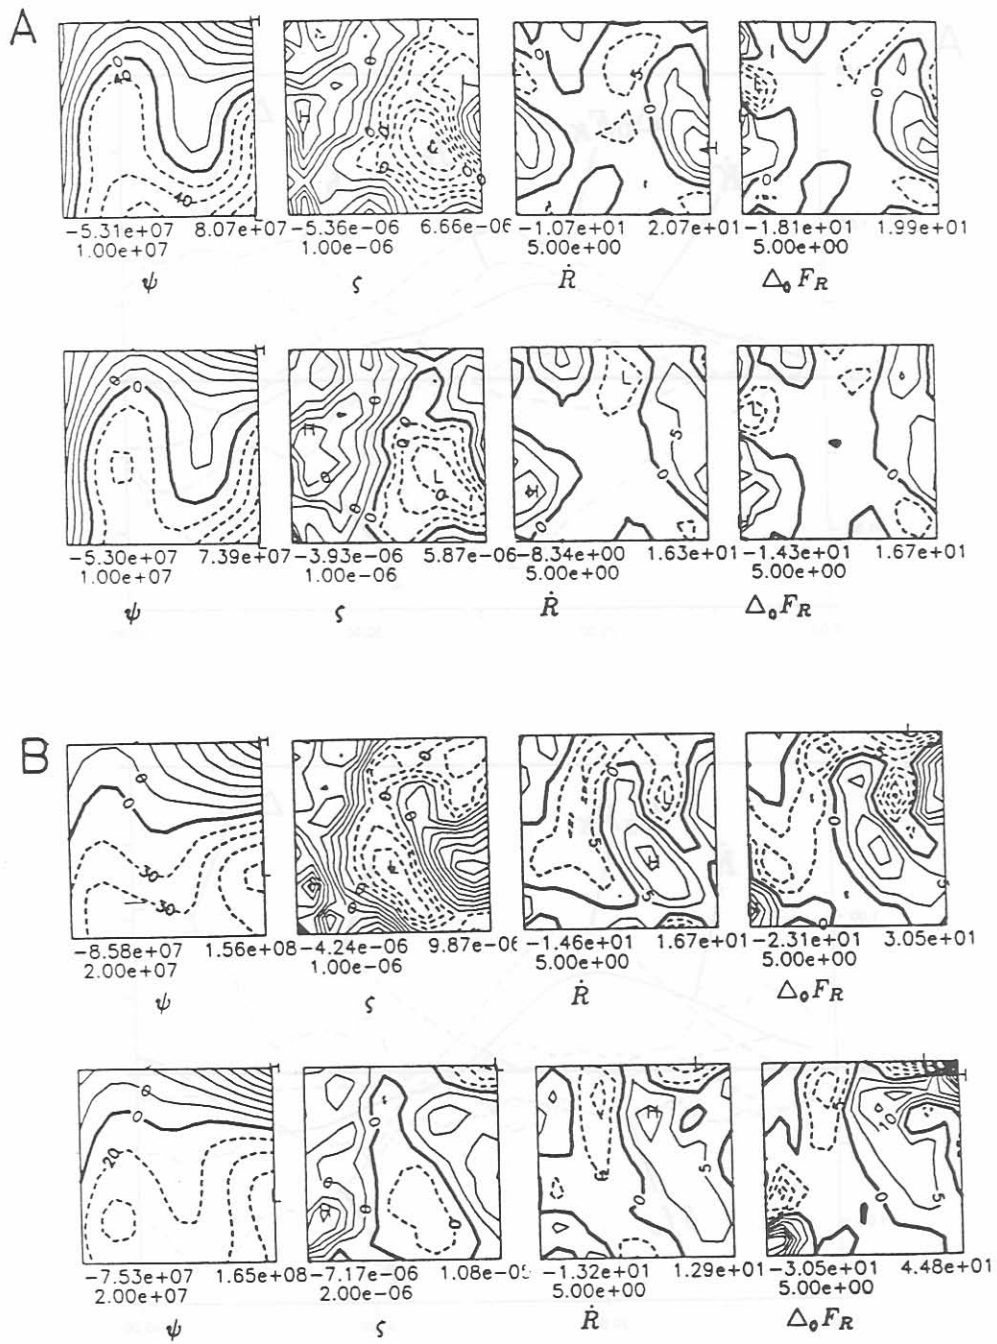 A
-5.31e+07 8.07e+07 -5.36e-06 6.66e-06 -1.07e+01 2.07e+01 -1.81e+01 1.99e+01
1.00e+07 1.00e-06 5.00e+00 5.00e+00
ψ ς Ṙ Δ₀F_R
-5.30e+07 7.39e+07 -3.93e-06 5.87e-06 -8.34e+00 1.63e+01 -1.43e+01 1.67e+01
1.00e+07 1.00e-06 5.00e+00 5.00e+00
ψ ς Ṙ Δ₀F_R
B
-8.58e+07 1.56e+08 -4.24e-06 9.87e-06 -1.46e+01 1.67e+01 -2.31e+01 3.05e+01
2.00e+07 1.00e-06 5.00e+00 5.00e+00
ψ ς Ṙ Δ₀F_R
-7.53e+07 1.65e+08 -7.17e-06 1.08e-05 -1.32e+01 1.29e+01 -3.05e+01 4.48e+01
2.00e+07 2.00e-06 5.00e+00 5.00e+00
ψ ς Ṙ Δ₀F_R